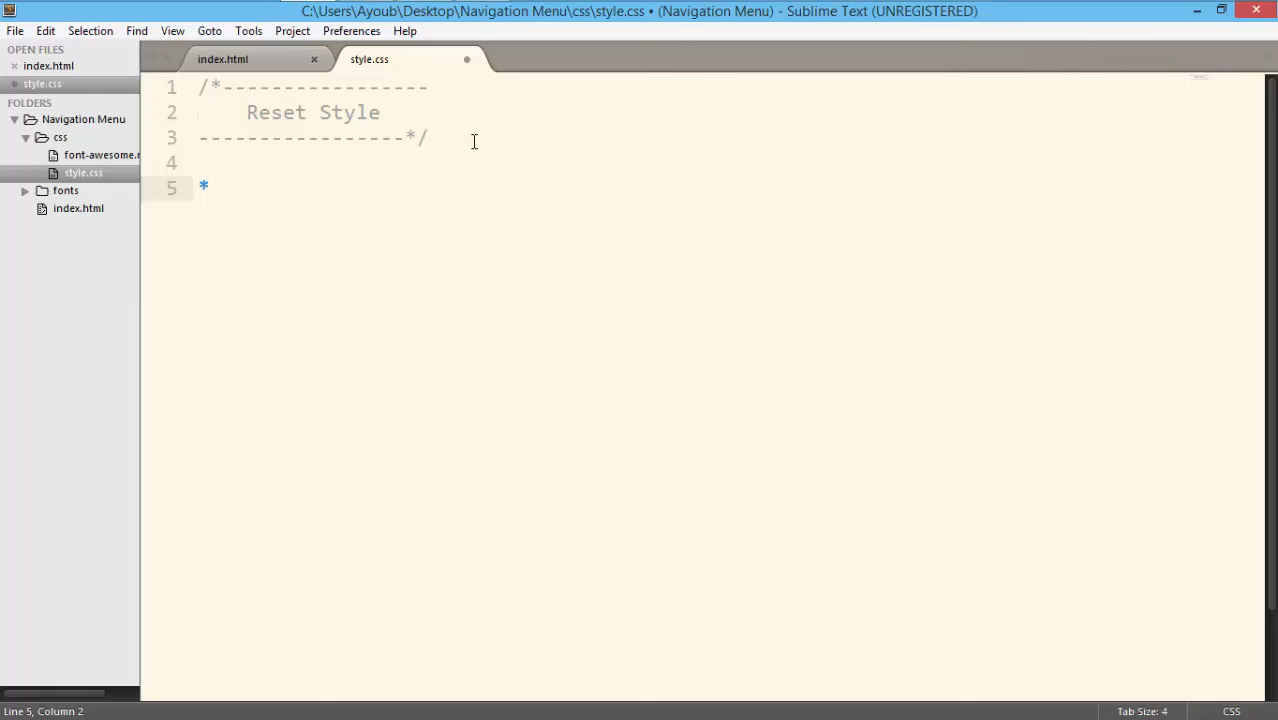 C:\Users\Ayoub\Desktop\Navigation Menu\css\style.css • (Navigation Menu) - Sublime Text (UNREGISTERED)
File Edit Selection Find View Goto Tools Project Preferences Help
OPEN FILES
index.html
style.css
FOLDERS
Navigation Menu
css
font-awesome.r
style.css
fonts
index.html
index.html
style.css
1 /*-----------------
2 Reset Style
3 -----------------*/
4
5 *
Line 5, Column 2
Tab Size: 4
CSS